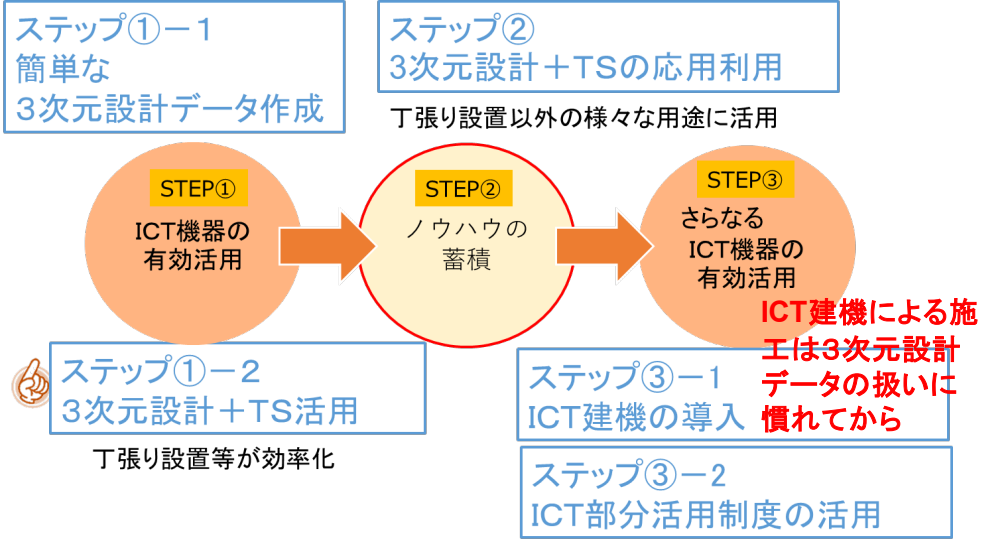 ステップ①－１
簡単な
３次元設計データ作成
ステップ②
3次元設計＋TSの応用利用
丁張り設置以外の様々な用途に活用
STEP①
ICT機器の
有効活用
STEP②
ノウハウの
蓄積
STEP③
さらなる
ICT機器の
有効活用
ICT建機による施
工は３次元設計
データの扱いに
慣れてから
ステップ①－２
３次元設計＋TS活用
丁張り設置等が効率化
ステップ③－1
ICT建機の導入
ステップ③－2
ICT部分活用制度の活用